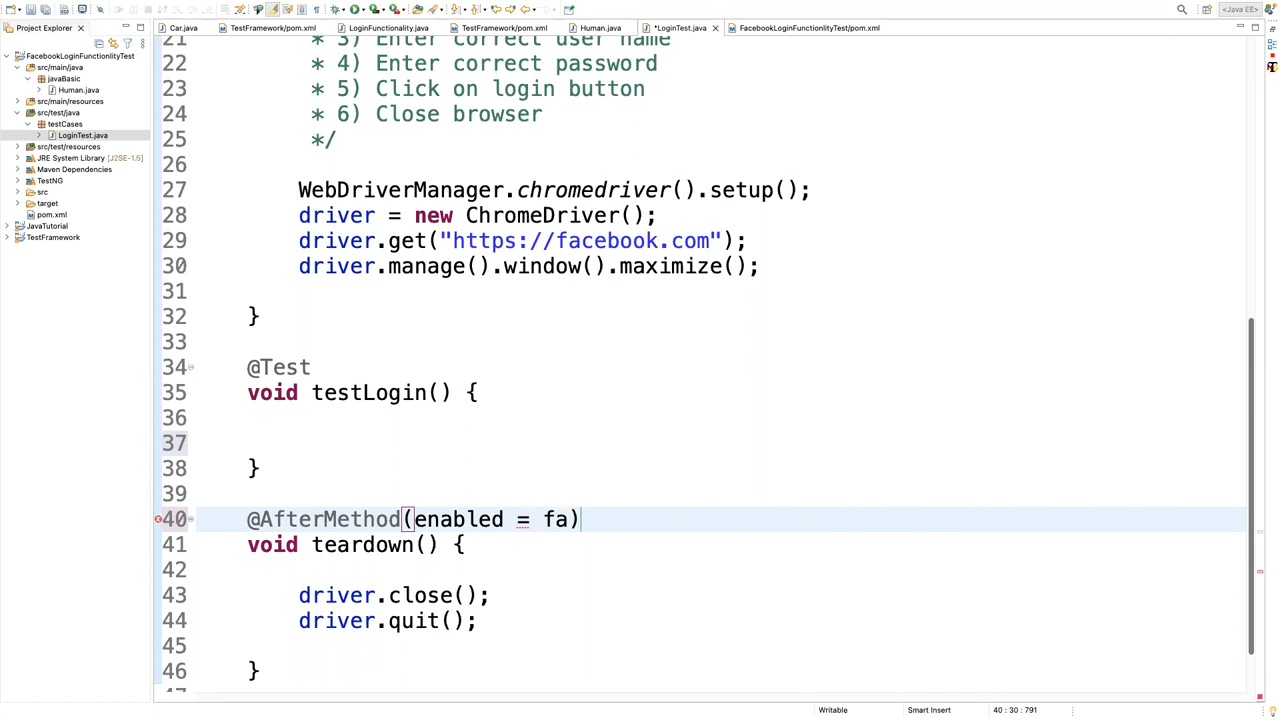 <Java EE>
Project Explorer
Car.java
TestFramework/pom.xml
LoginFunctionality.java
TestFramework/pom.xml
Human.java
*LoginTest.java
FacebookLoginFunctionlityTest/pom.xml
FacebookLoginFunctionlityTest
src/main/java
javaBasic
Human.java
src/main/resources
src/test/java
testCases
LoginTest.java
src/test/resources
JRE System Library [J2SE-1.5]
Maven Dependencies
TestNG
src
target
pom.xml
JavaTutorial
TestFramework
21 * 3) Enter correct user name
22 * 4) Enter correct password
23 * 5) Click on login button
24 * 6) Close browser
25 */
26
27 WebDriverManager.chromedriver().setup();
28 driver = new ChromeDriver();
29 driver.get("https://facebook.com");
30 driver.manage().window().maximize();
31
32 }
33
34 @Test
35 void testLogin() {
36
37
38 }
39
40 @AfterMethod(enabled = fa)
41 void teardown() {
42
43 driver.close();
44 driver.quit();
45
46 }
47
Writable
Smart Insert
40 : 30 : 791